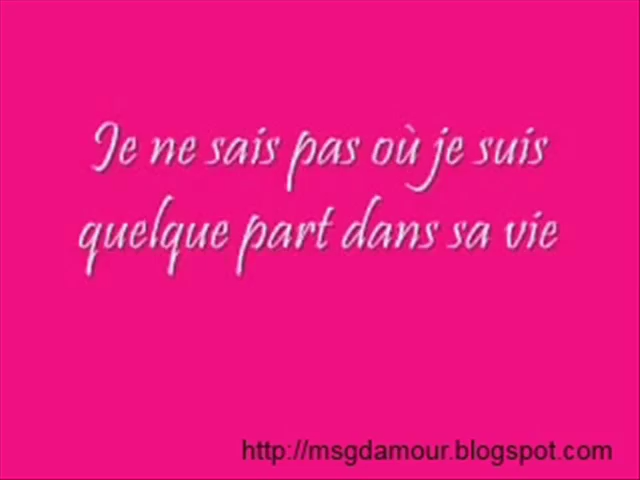 Je ne sais pas où je suis
quelque part dans sa vie
http://msgdamour.blogspot.com